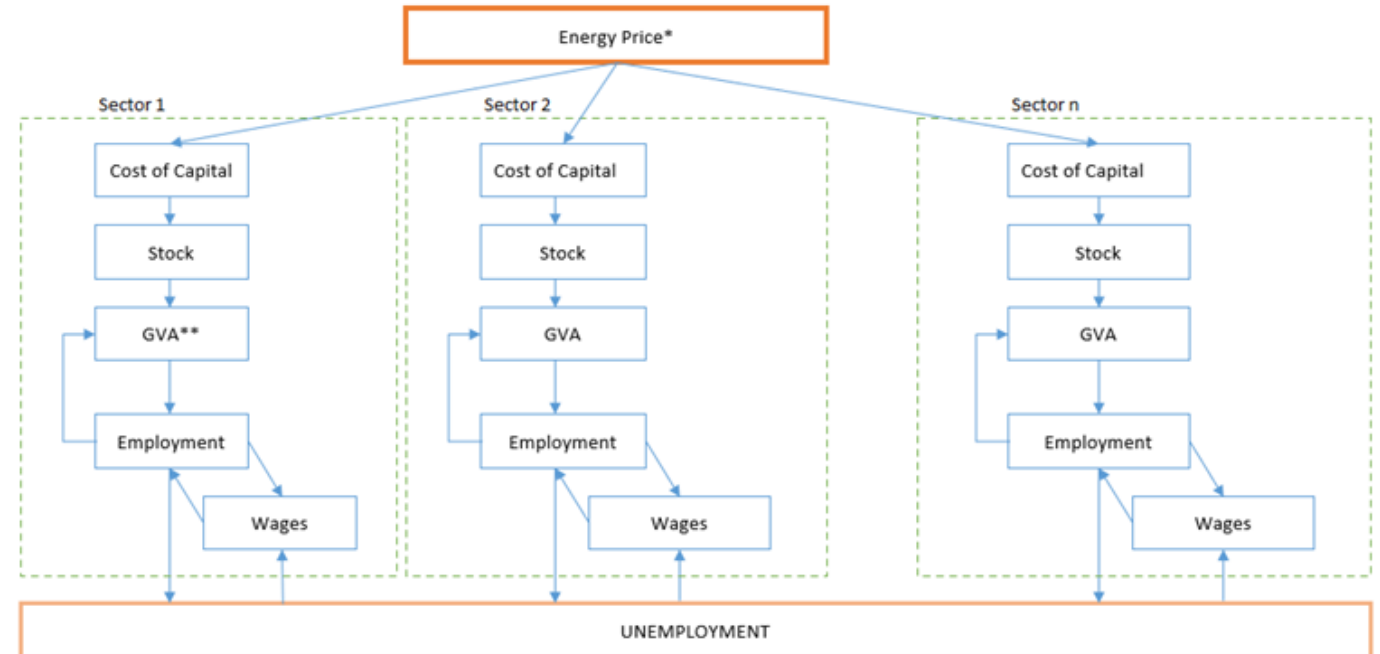 Energy Price*
Sector 1
Sector 2
Sector n
Cost of Capital
Cost of Capital
Cost of Capital
Stock
Stock
Stock
GVA**
GVA
GVA
Employment
Employment
Employment
Wages
Wages
Wages
UNEMPLOYMENT